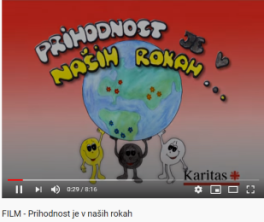 PRIHODNOST JE V
NAŠIH ROKAH
Karitas
0:29 / 8:16
FILM - Prihodnost je v naših rokah